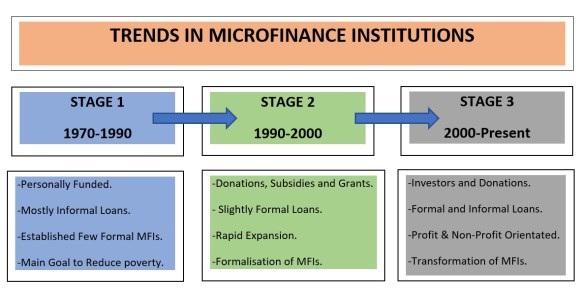 TRENDS IN MICROFINANCE INSTITUTIONS
STAGE 1
1970-1990
STAGE 2
1990-2000
STAGE 3
2000-Present
-Personally Funded.
-Mostly Informal Loans.
-Established Few Formal MFIs.
-Main Goal to Reduce poverty.
-Donations, Subsidies and Grants.
- Slightly Formal Loans.
-Rapid Expansion.
-Formalisation of MFIs.
-Investors and Donations.
-Formal and Informal Loans.
-Profit & Non-Profit Orientated.
-Transformation of MFIs.